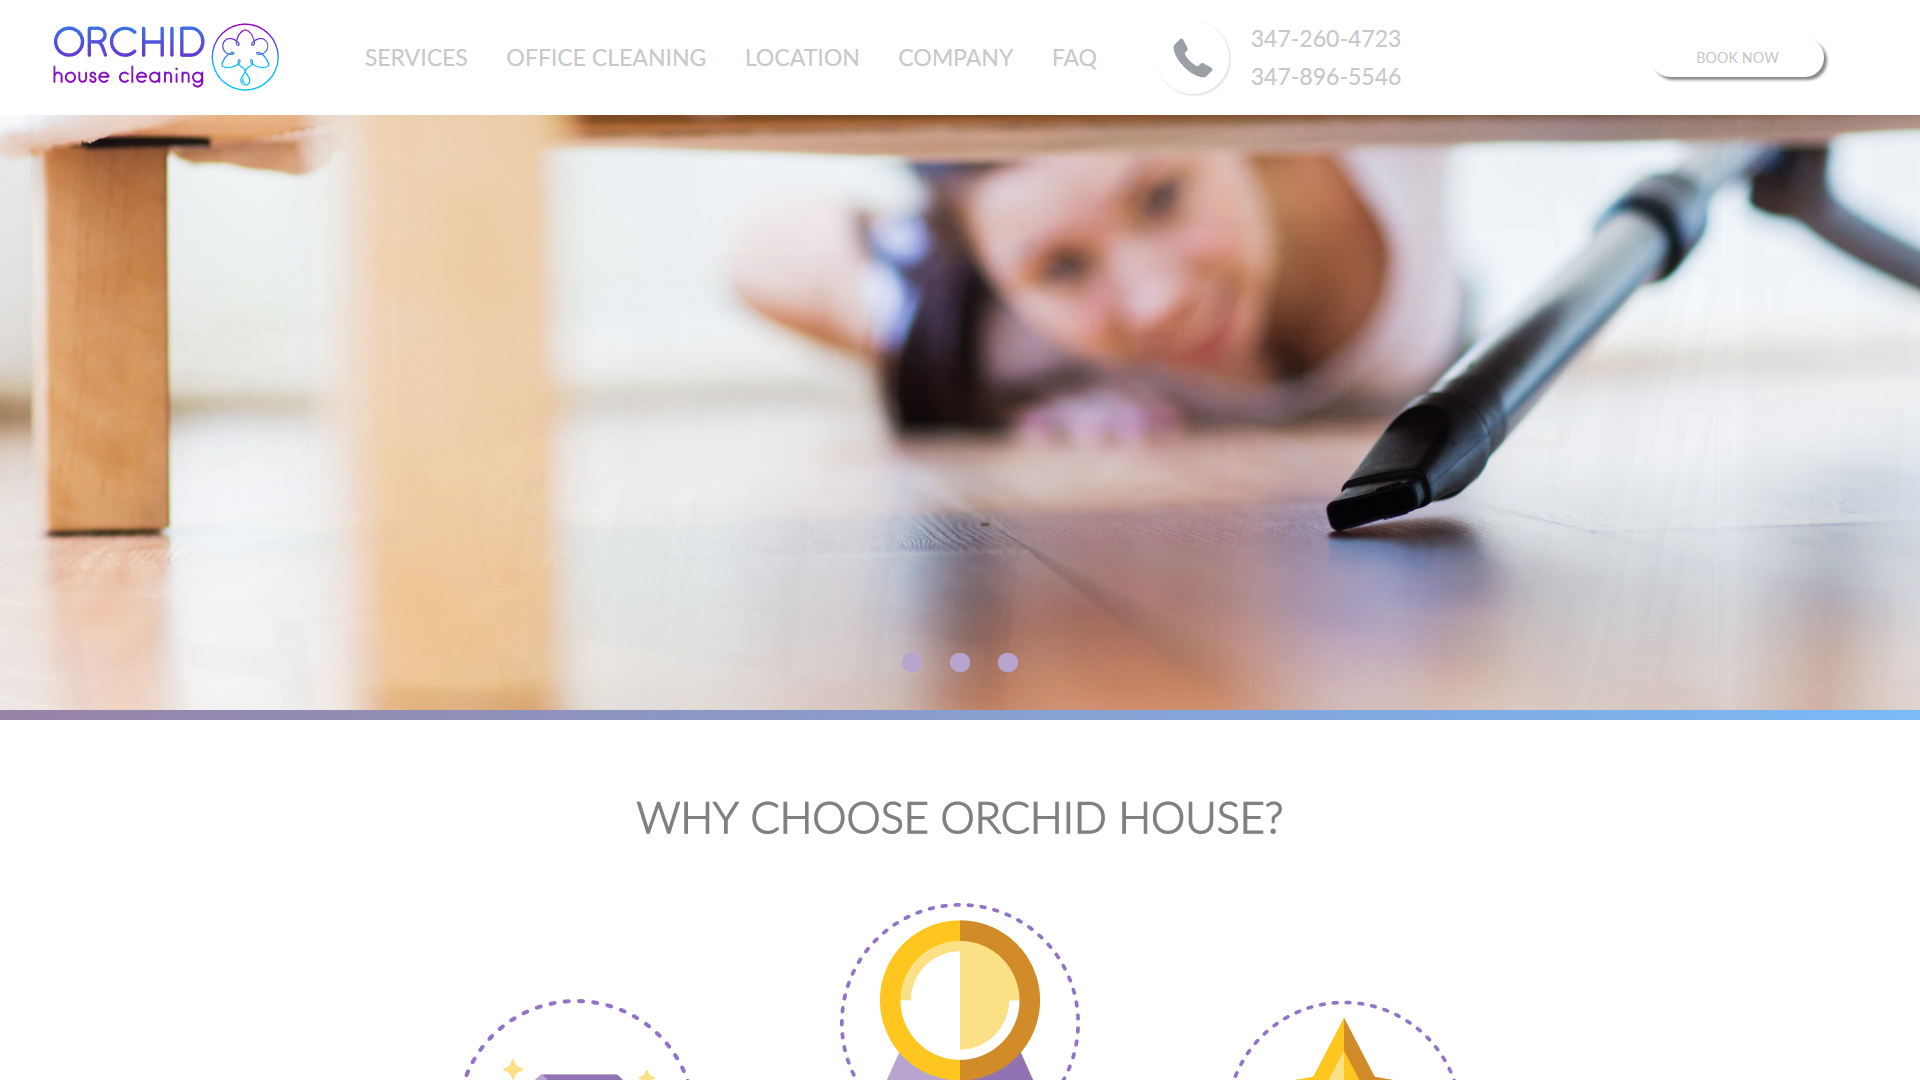 ORCHID
house cleaning
SERVICES
OFFICE CLEANING
LOCATION
COMPANY
FAQ
347-260-4723
347-896-5546
BOOK NOW
WHY CHOOSE ORCHID HOUSE?